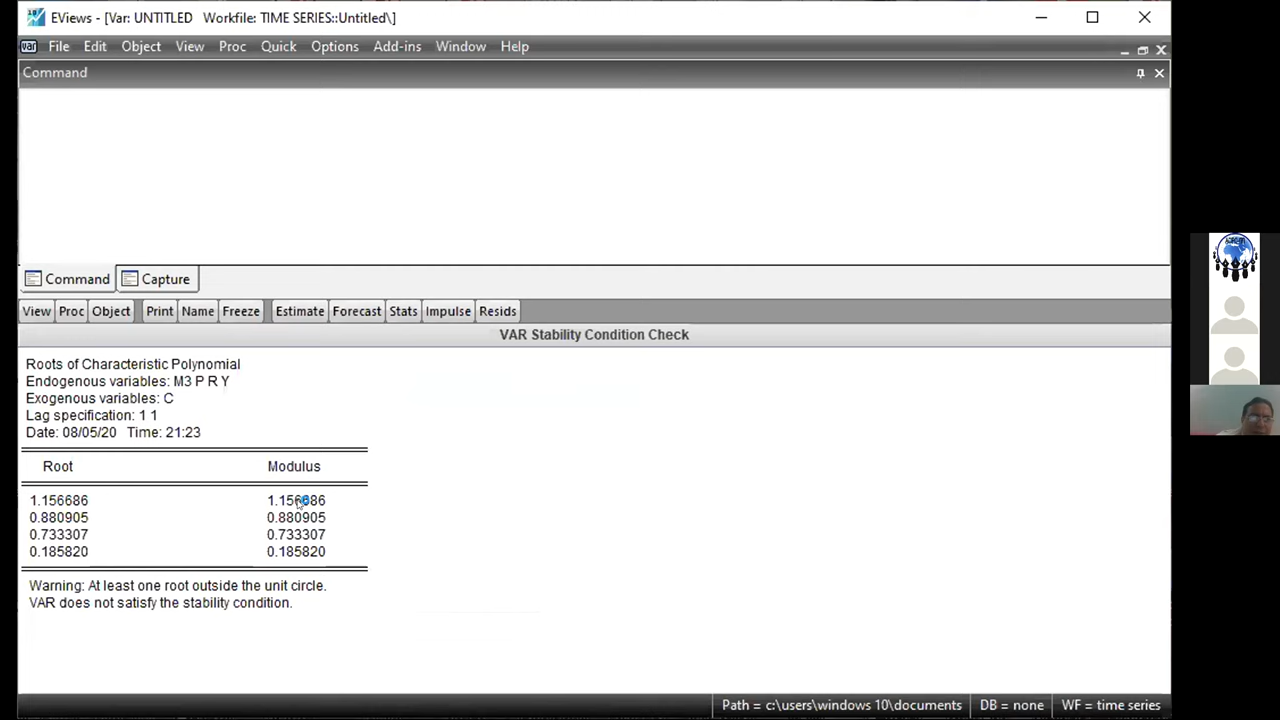 EViews - [Var: UNTITLED Workfile: TIME SERIES::Untitled\]
var File Edit Object View Proc Quick Options Add-ins Window Help
Command
Command Capture
View Proc Object Print Name Freeze Estimate Forecast Stats Impulse Resids
VAR Stability Condition Check
Roots of Characteristic Polynomial
Endogenous variables: M3 P R Y
Exogenous variables: C
Lag specification: 1 1
Date: 08/05/20 Time: 21:23
Root Modulus
1.156686 1.156686
0.880905 0.880905
0.733307 0.733307
0.185820 0.185820
Warning: At least one root outside the unit circle.
VAR does not satisfy the stability condition.
Path = c:\users\windows 10\documents DB = none WF = time series